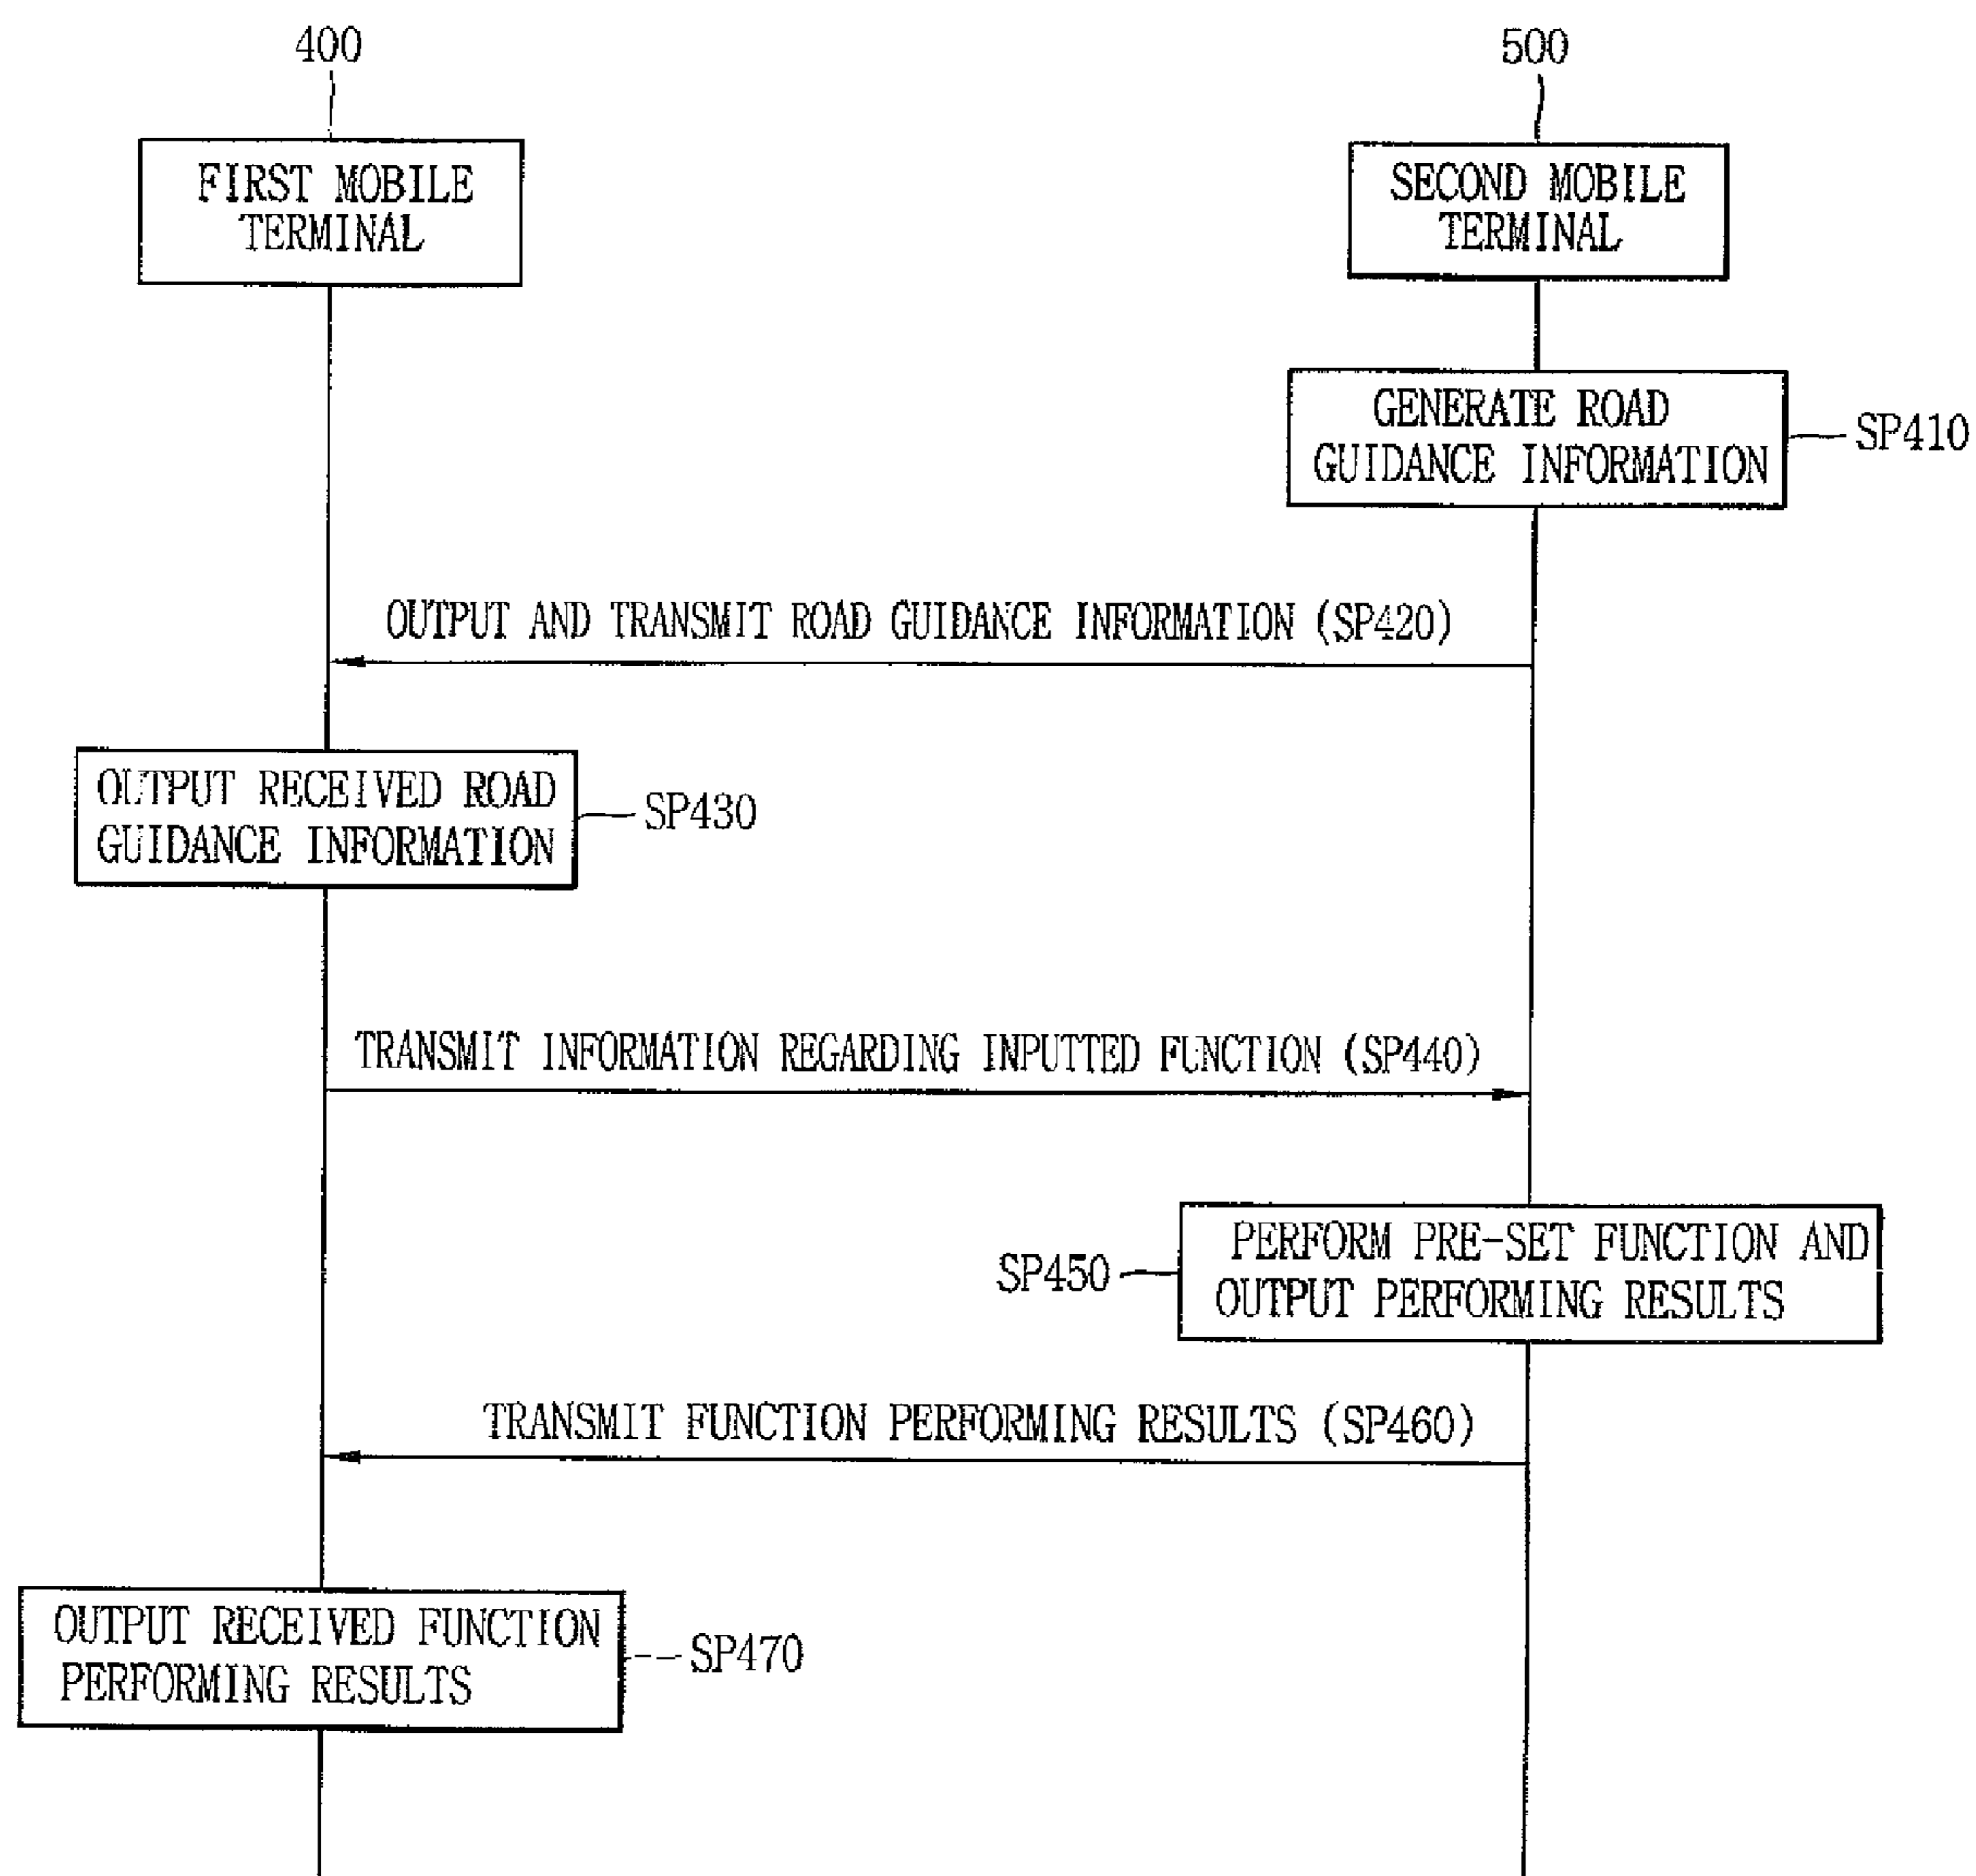 400
500
FIRST MOBILE
TERMINAL
SECOND MOBILE
TERMINAL
GENERATE ROAD
GUIDANCE INFORMATION
SP410
OUTPUT AND TRANSMIT ROAD GUIDANCE INFORMATION (SP420)
OUTPUT RECEIVED ROAD
GUIDANCE INFORMATION
SP430
TRANSMIT INFORMATION REGARDING INPUTTED FUNCTION (SP440)
SP450
PERFORM PRE-SET FUNCTION AND
OUTPUT PERFORMING RESULTS
TRANSMIT FUNCTION PERFORMING RESULTS (SP460)
OUTPUT RECEIVED FUNCTION
PERFORMING RESULTS
SP470